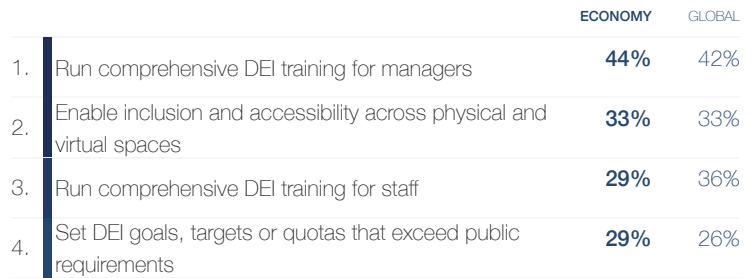 ECONOMY GLOBAL
1. Run comprehensive DEI training for managers 44% 42%
2. Enable inclusion and accessibility across physical and 33% 33%
virtual spaces
3. Run comprehensive DEI training for staff 29% 36%
4. Set DEI goals, targets or quotas that exceed public 29% 26%
requirements